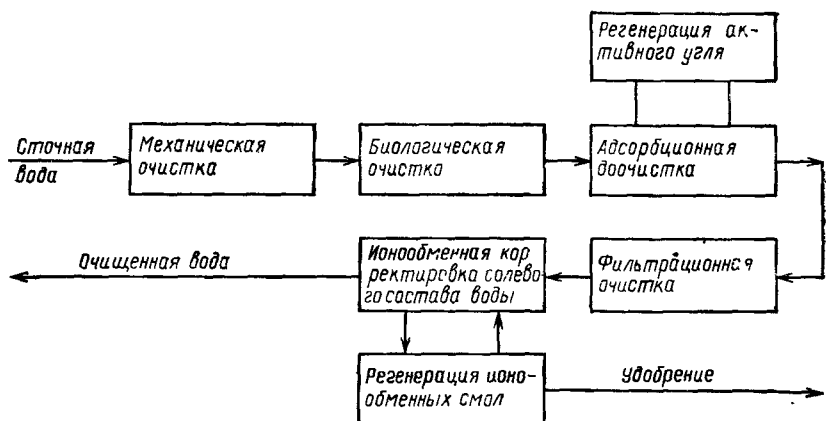 Регенерация ак-
тивного угля
Сточная
вода
Механическая
очистка
Биологическая
очистка
Адсорбционная
доочистка
Очищенная вода
Ионообменная кор
ректировка солево-
го состава воды
Фильтрационная
очистка
Регенерация ионо-
обменных смол
Удобрение